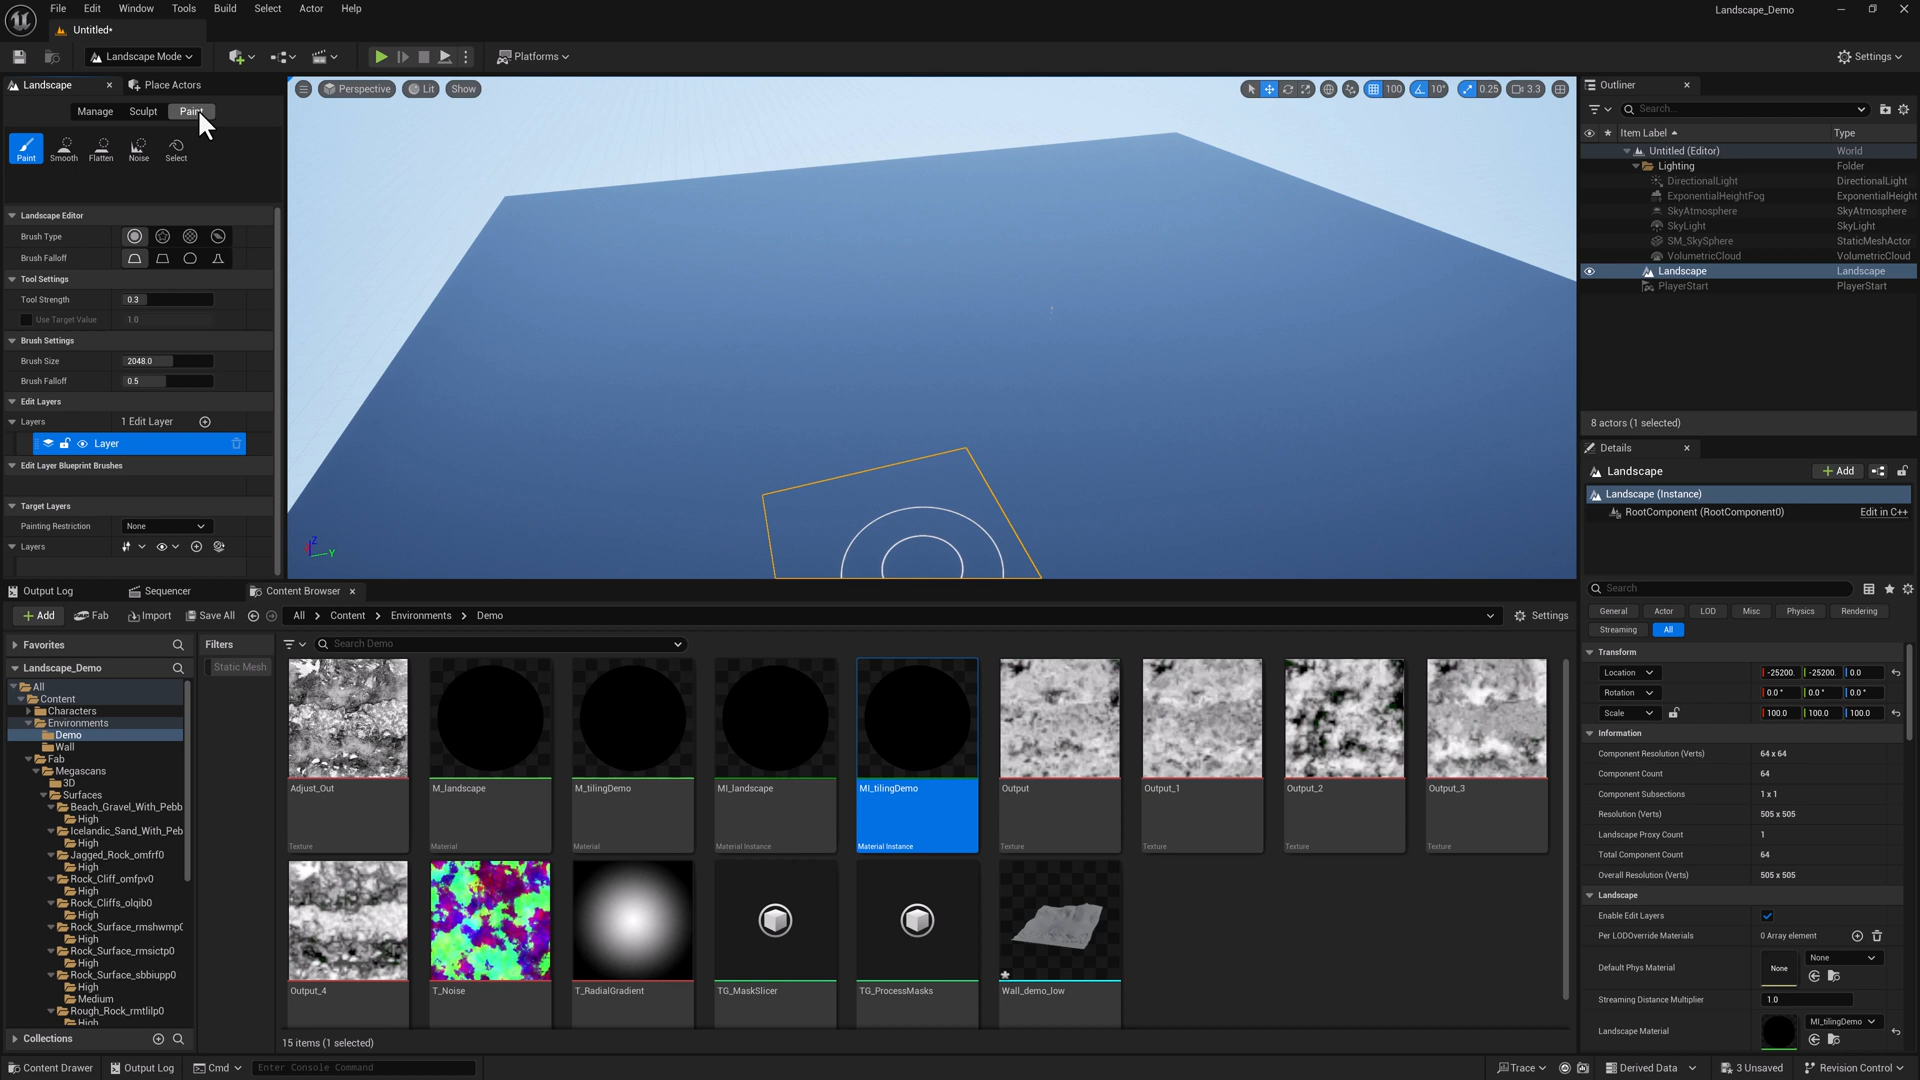 File Edit Window Tools Build Select Actor Help
Landscape_Demo
Untitled*
Landscape Mode
Platforms
Settings
Landscape
Place Actors
Manage Sculpt Paint
Paint Smooth Flatten Noise Select
Landscape Editor
Brush Type
Brush Falloff
Tool Settings
Tool Strength 0.3
Use Target Value 1.0
Brush Settings
Brush Size 2048.0
Brush Falloff 0.5
Edit Layers
Layers 1 Edit Layer
Layer
Edit Layer Blueprint Brushes
Target Layers
Painting Restriction None
Layers
Perspective Lit Show
100 10° 0.25 3.3
Z
Y
Outliner
Search...
Item Label Type
Untitled (Editor) World
Lighting Folder
DirectionalLight DirectionalLight
ExponentialHeightFog ExponentialHeight
SkyAtmosphere SkyAtmosphere
SkyLight SkyLight
SM_SkySphere StaticMeshActor
VolumetricCloud VolumetricCloud
Landscape Landscape
PlayerStart PlayerStart
8 actors (1 selected)
Details
Landscape
+ Add
Landscape (Instance)
RootComponent (RootComponent0) Edit in C++
Search
General Actor LOD Misc Physics Rendering
Streaming All
Transform
Location -25200. -25200. 0.0
Rotation 0.0 ° 0.0 ° 0.0 °
Scale 100.0 100.0 100.0
Information
Component Resolution (Verts) 64 x 64
Component Count 64
Component Subsections 1 x 1
Resolution (Verts) 505 x 505
Landscape Proxy Count 1
Total Component Count 64
Overall Resolution (Verts) 505 x 505
Landscape
Enable Edit Layers
Per LODOverride Materials 0 Array element
Default Phys Material None None
Streaming Distance Multiplier 1.0
Landscape Material MI_tilingDemo
Output Log Sequencer Content Browser
+ Add Fab Import Save All All > Content > Environments > Demo Settings
Favorites
Landscape_Demo
All
Content
Characters
Environments
Demo
Wall
Fab
Megascans
3D
Surfaces
Beach_Gravel_With_Pebb
High
Icelandic_Sand_With_Peb
High
Jagged_Rock_omfrf0
High
Rock_Cliff_omfpv0
High
Rock_Cliffs_olqib0
High
Rock_Surface_rmshwmp0
High
Rock_Surface_rmsictp0
High
Rock_Surface_sbbiupp0
High
Medium
Rough_Rock_rmtlilp0
High
Collections
Filters
Static Mesh
Search Demo
Adjust_Out M_landscape M_tilingDemo MI_landscape MI_tilingDemo Output Output_1 Output_2 Output_3
Texture Material Material Material Instance Material Instance Texture Texture Texture Texture
Output_4 T_Noise T_RadialGradient TG_MaskSlicer TG_ProcessMasks Wall_demo_low
15 items (1 selected)
Content Drawer Output Log Cmd Enter Console Command
Trace Derived Data 3 Unsaved Revision Control